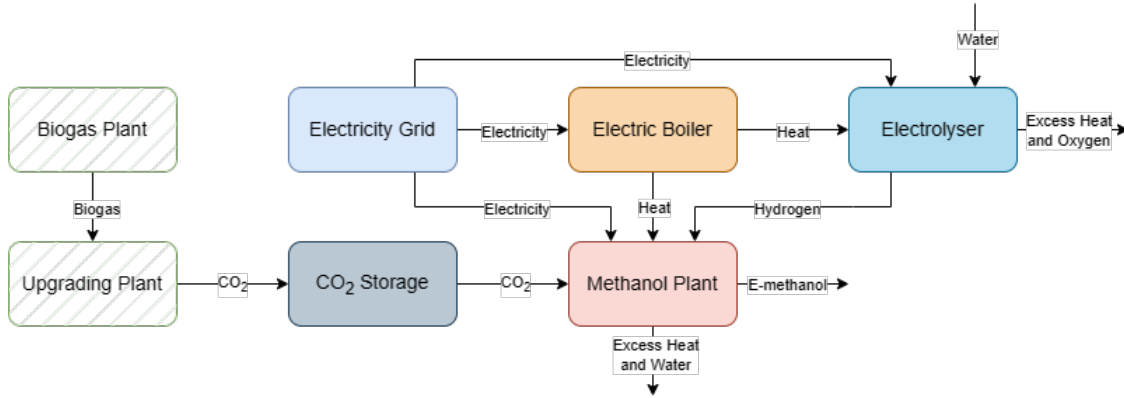 Water
Electricity
Biogas Plant
Electricity Grid
Electricity
Electric Boiler
Heat
Electrolyser
Excess Heat
and Oxygen
Biogas
Electricity
Heat
Hydrogen
Upgrading Plant
CO₂
CO₂ Storage
CO₂
Methanol Plant
E-methanol
Excess Heat
and Water